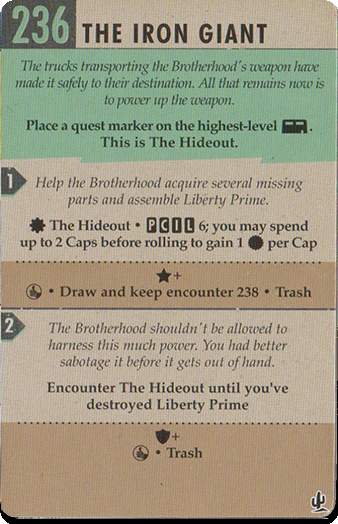 236 THE IRON GIANT
The trucks transporting the Brotherhood's weapon have
made it safely to their destination. All that remains now is
to power up the weapon.
Place a quest marker on the highest-level .
This is The Hideout.
1
Help the Brotherhood acquire several missing
parts and assemble Liberty Prime.
The Hideout • P C I L 6; you may spend
up to 2 Caps before rolling to gain 1 per Cap
+
• Draw and keep encounter 238 • Trash
2
The Brotherhood shouldn't be allowed to
harness this much power. You had better
sabotage it before it gets out of hand.
Encounter The Hideout until you've
destroyed Liberty Prime
+
• Trash